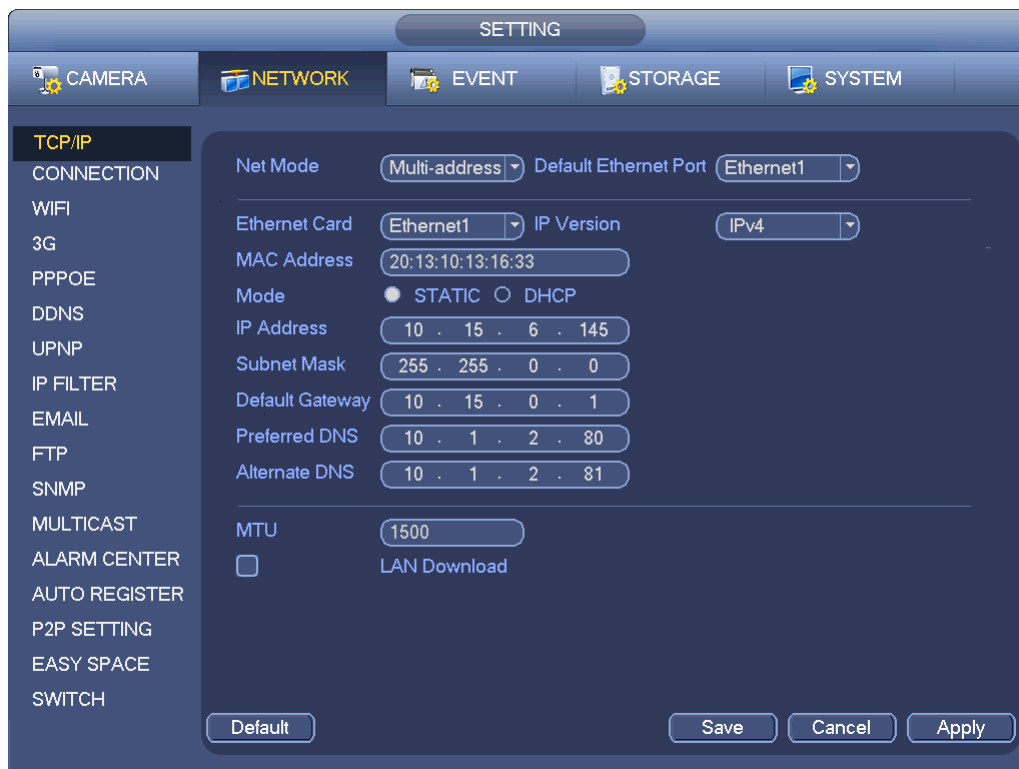 SETTING
CAMERA NETWORK EVENT STORAGE SYSTEM
TCP/IP
CONNECTION
WIFI
3G
PPPOE
DDNS
UPNP
IP FILTER
EMAIL
FTP
SNMP
MULTICAST
ALARM CENTER
AUTO REGISTER
P2P SETTING
EASY SPACE
SWITCH
Net Mode Multi-address Default Ethernet Port Ethernet1
Ethernet Card Ethernet1 IP Version IPv4
MAC Address 20:13:10:13:16:33
Mode STATIC DHCP
IP Address 10 . 15 . 6 . 145
Subnet Mask 255 . 255 . 0 . 0
Default Gateway 10 . 15 . 0 . 1
Preferred DNS 10 . 1 . 2 . 80
Alternate DNS 10 . 1 . 2 . 81
MTU 1500
LAN Download
Default Save Cancel Apply